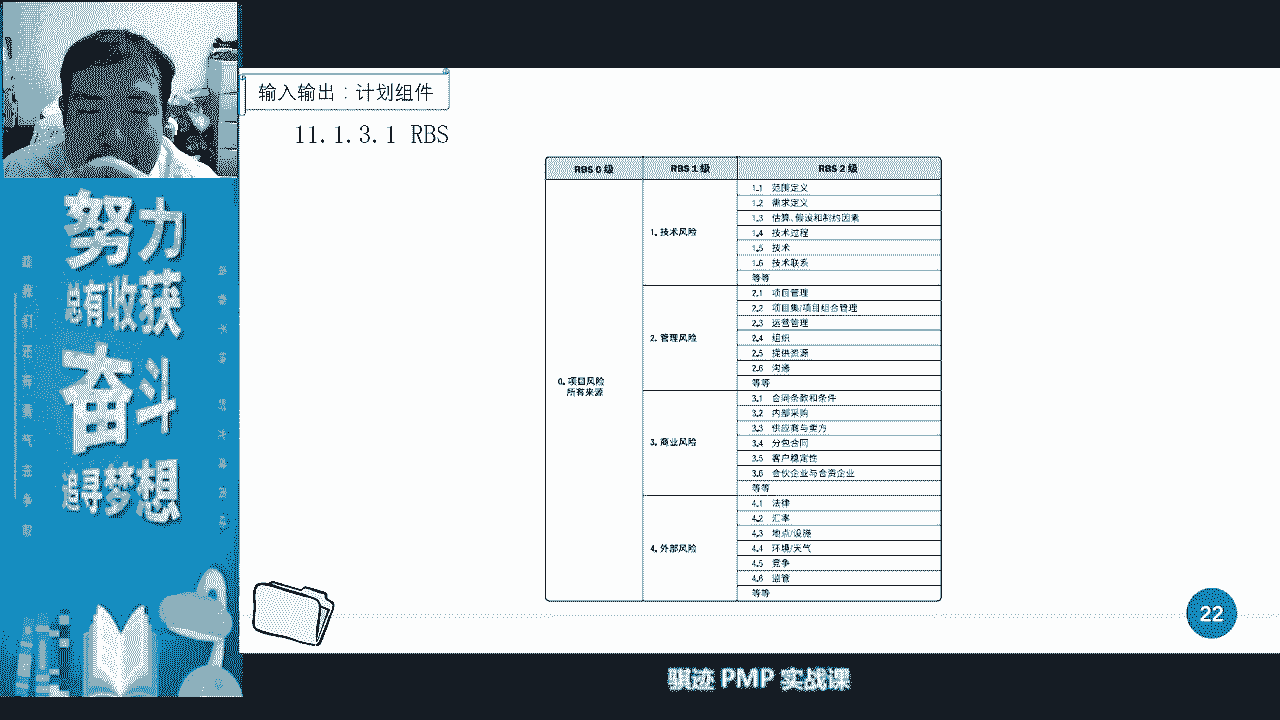 输入输出：计划组件
11.1.3.1 RBS
RBS 0 级 RBS 1 级 RBS 2 级
0. 项目风险
所有来源
1. 技术风险
1.1 范围定义
1.2 需求定义
1.3 估算、假设和制约因素
1.4 技术过程
1.5 技术
1.6 技术联系
等等
2. 管理风险
2.1 项目管理
2.2 项目集/项目组合管理
2.3 运营管理
2.4 组织
2.5 提供资源
2.6 沟通
等等
3. 商业风险
3.1 合同条款和条件
3.2 内部采购
3.3 供应商与卖方
3.4 分包合同
3.5 客户稳定性
3.6 合伙企业与合资企业
等等
4. 外部风险
4.1 法律
4.2 汇率
4.3 地点/设施
4.4 环境/天气
4.5 竞争
4.6 监管
等等
努力
自有收获
奋斗
追寻梦想
22
骐迹 PMP 实战课